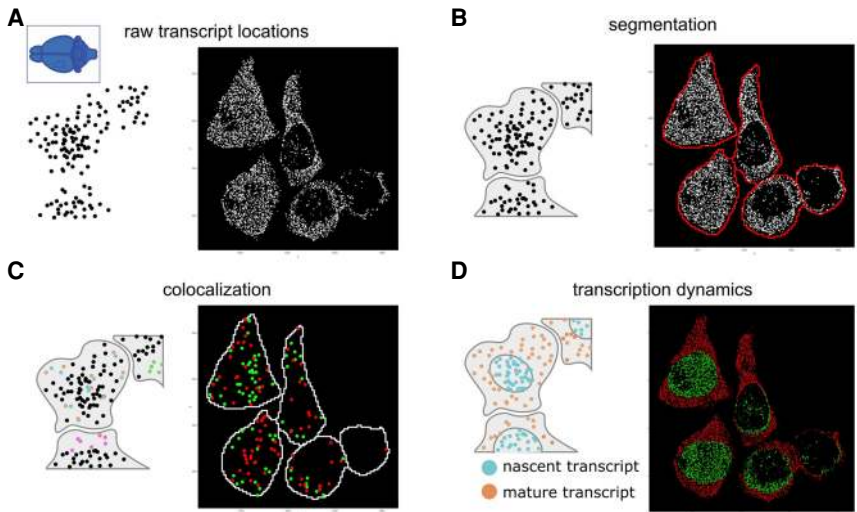 A
raw transcript locations
B
segmentation
C
colocalization
D
transcription dynamics
nascent transcript
mature transcript